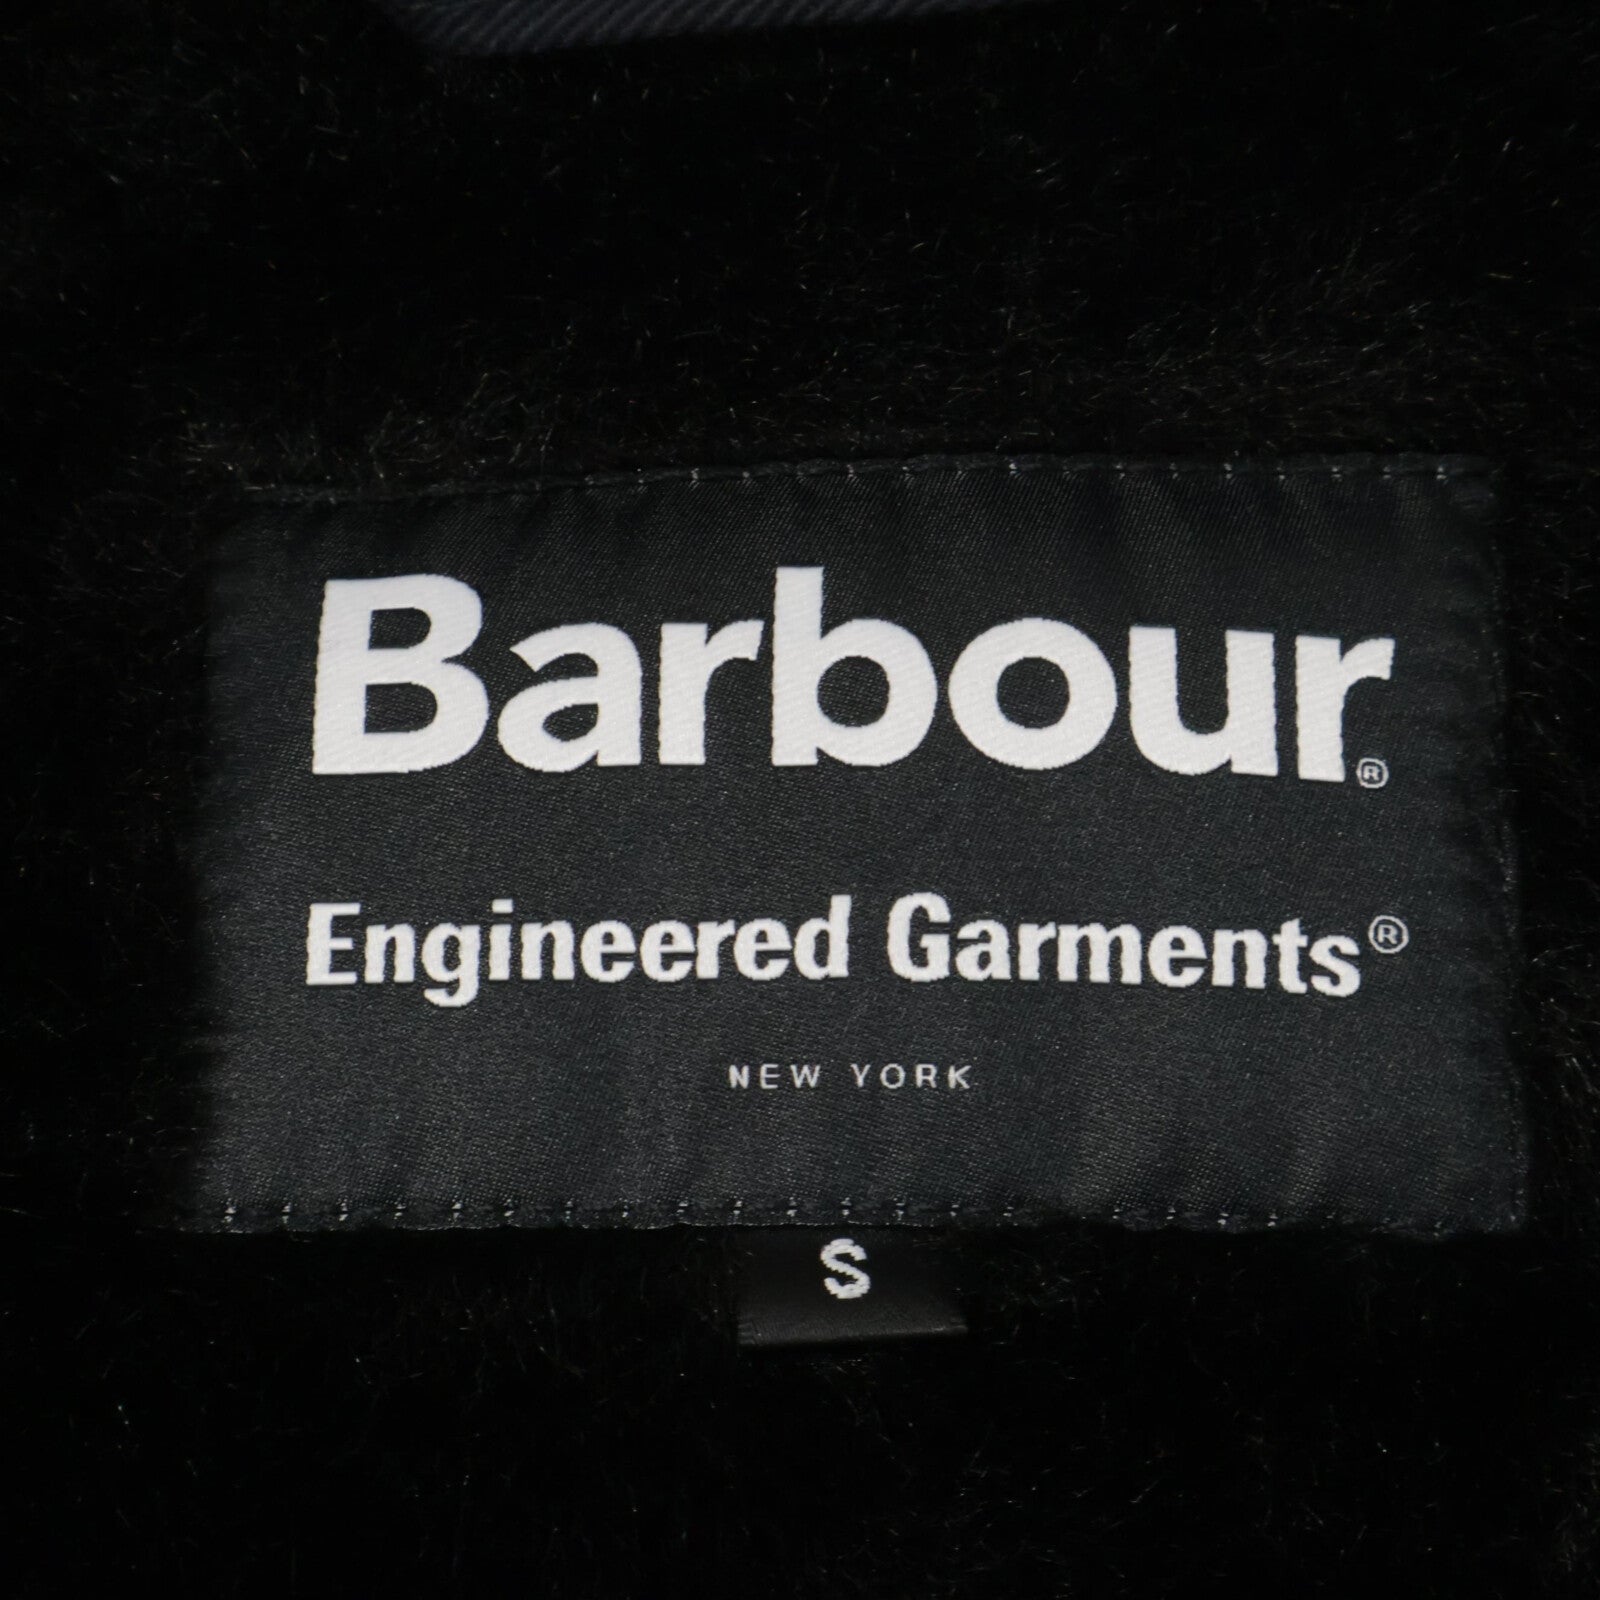 Barbour®
Engineered Garments®
NEW YORK
S